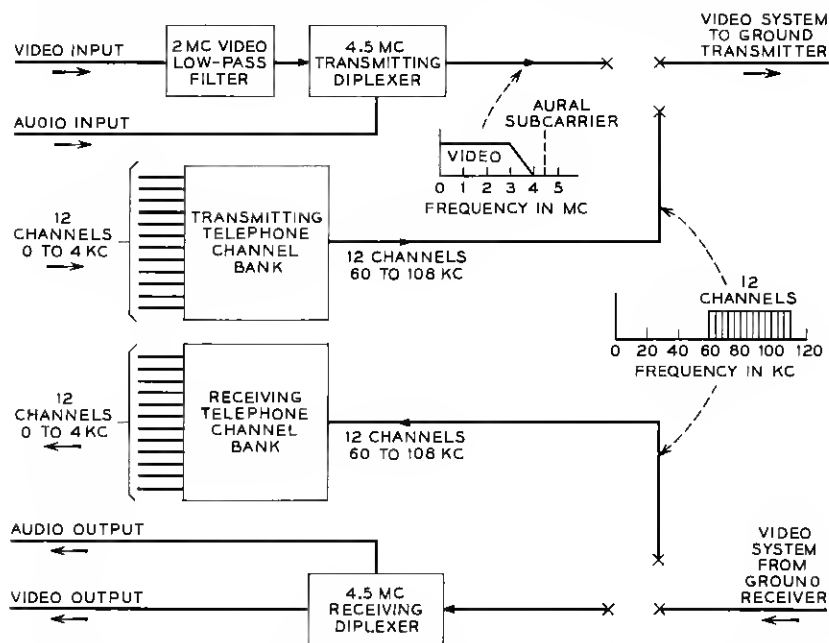 VIDEO INPUT
2 MC VIDEO
LOW-PASS
FILTER
4.5 MC
TRANSMITTING
DIPLEXER
VIDEO SYSTEM
TO GROUND
TRANSMITTER
AUDIO INPUT
AURAL
SUBCARRIER
VIDEO
0 1 2 3 4 5
FREQUENCY IN MC
12
CHANNELS
0 TO 4 KC
TRANSMITTING
TELEPHONE
CHANNEL
BANK
12 CHANNELS
60 TO 108 KC
12
CHANNELS
0 20 40 60 80 100 120
FREQUENCY IN KC
12
CHANNELS
0 TO 4 KC
RECEIVING
TELEPHONE
CHANNEL
BANK
12 CHANNELS
60 TO 108 KC
AUDIO OUTPUT
VIDEO OUTPUT
4.5 MC
RECEIVING
DIPLEXER
VIDEO
SYSTEM
FROM
GROUND
RECEIVER